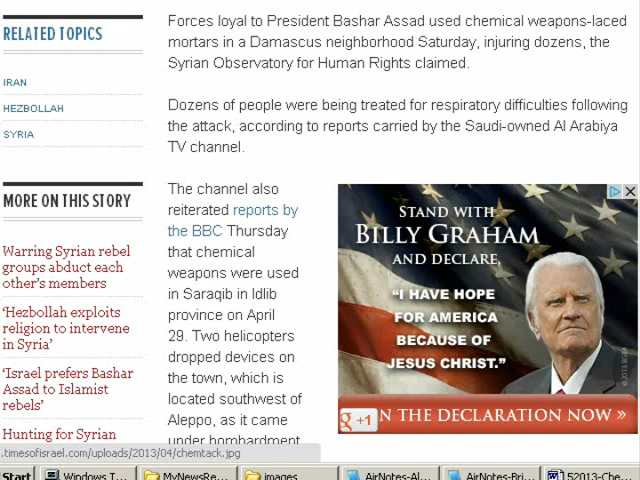 RELATED TOPICS
IRAN
HEZBOLLAH
SYRIA
MORE ON THIS STORY
Warring Syrian rebel
groups abduct each
other's members
'Hezbollah exploits
religion to intervene
in Syria'
'Israel prefers Bashar
Assad to Islamist
rebels'
Hunting for Syrian
Forces loyal to President Bashar Assad used chemical weapons-laced
mortars in a Damascus neighborhood Saturday, injuring dozens, the
Syrian Observatory for Human Rights claimed.
Dozens of people were being treated for respiratory difficulties following
the attack, according to reports carried by the Saudi-owned Al Arabiya
TV channel.
The channel also
reiterated reports by
the BBC Thursday
that chemical
weapons were used
in Saraqib in Idlib
province on April
29. Two helicopters
dropped devices on
the town, which is
located southwest of
Aleppo, as it came
under bombardment
STAND WITH
BILLY GRAHAM
AND DECLARE,
"I HAVE HOPE
FOR AMERICA
BECAUSE OF
JESUS CHRIST."
© 2013 BGEA
g +1 N THE DECLARATION NOW »
.timesofisrael.com/uploads/2013/04/chemtack.jpg
Start Windows T... MyNewsRe... images AirNotes-Al... AirNotes-Bri... 52013-Che...